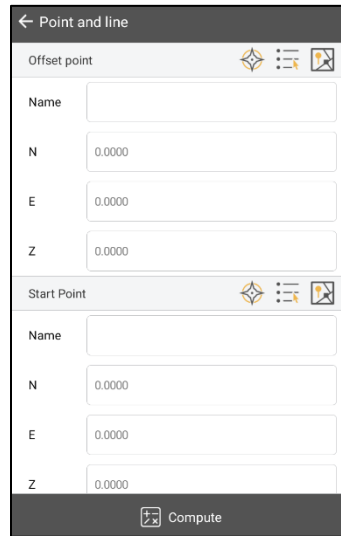 Point and line
Offset point
Name
N 0.0000
E 0.0000
Z 0.0000
Start Point
Name
N 0.0000
E 0.0000
Z 0.0000
Compute